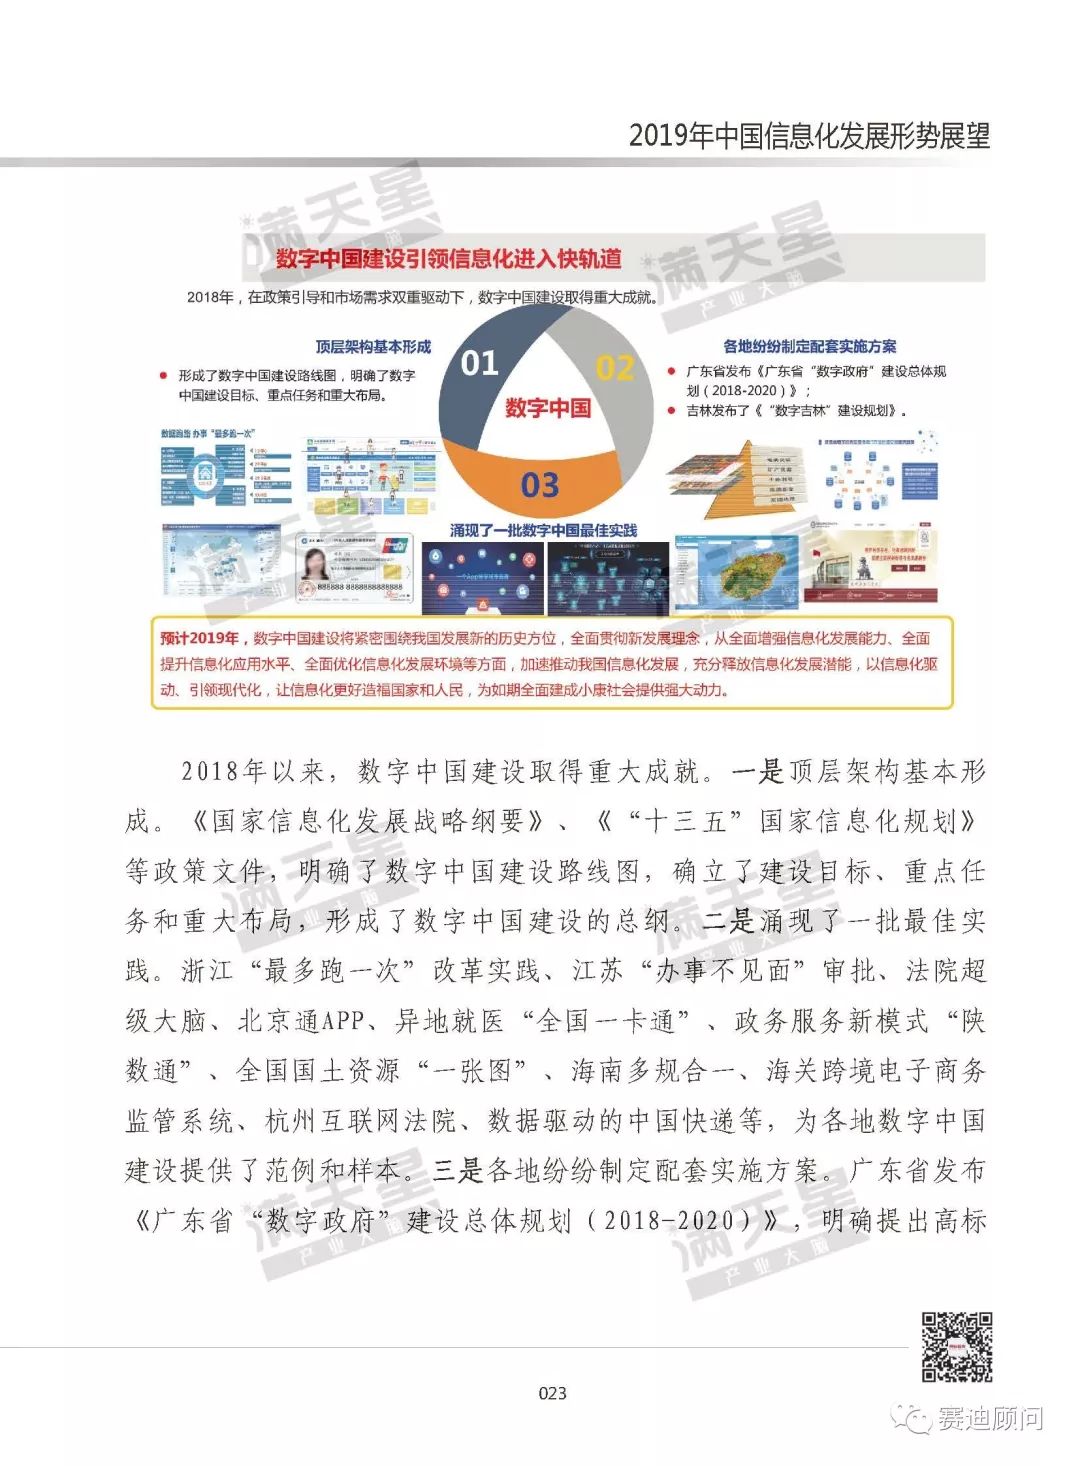 2019年中国信息化发展形势展望
数字中国建设引领信息化进入快轨道
2018年，在政策引导和市场需求双重驱动下，数字中国建设取得重大成就。
顶层架构基本形成
形成了数字中国建设路线图，明确了数字
中国建设目标、重点任务和重大布局。
01
02
数字中国
03
各地纷纷制定配套实施方案
广东省发布《广东省“数字政府”建设总体规
划（2018-2020）》；
吉林发布了《“数字吉林”建设规划》。
数据跑路 办事“最多跑一次”
涌现了一批数字中国最佳实践
预计2019年，数字中国建设将紧密围绕我国发展新的历史方位，全面贯彻新发展理念，从全面增强信息化发展能力、全面
提升信息化应用水平、全面优化信息化发展环境等方面，加速推动我国信息化发展，充分释放信息化发展潜能，以信息化驱
动、引领现代化，让信息化更好造福国家和人民，为如期全面建成小康社会提供强大动力。
2018年以来，数字中国建设取得重大成就。一是顶层架构基本形
成。《国家信息化发展战略纲要》、《“十三五”国家信息化规划》
等政策文件，明确了数字中国建设路线图，确立了建设目标、重点任
务和重大布局，形成了数字中国建设的总纲。二是涌现了一批最佳实
践。浙江“最多跑一次”改革实践、江苏“办事不见面”审批、法院超
级大脑、北京通APP、异地就医“全国一卡通”、政务服务新模式“陕
数通”、全国国土资源“一张图”、海南多规合一、海关跨境电子商务
监管系统、杭州互联网法院、数据驱动的中国快递等，为各地数字中国
建设提供了范例和样本。三是各地纷纷制定配套实施方案。广东省发布
《广东省“数字政府”建设总体规划（2018-2020）》，明确提出高标
满天星
产业大脑
023
赛迪顾问